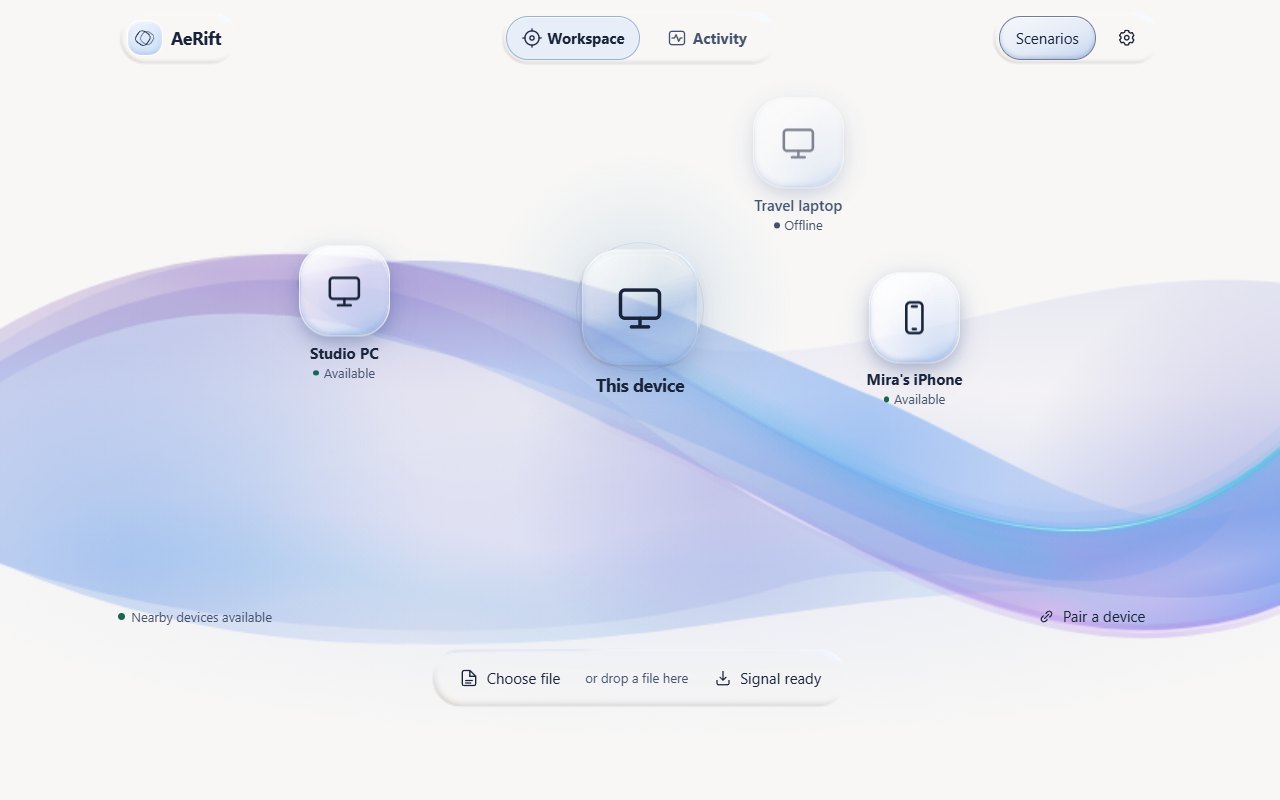 AeRift
Workspace
Activity
Scenarios
Travel laptop
Offline
Studio PC
Available
This device
Mira's iPhone
Available
Nearby devices available
Pair a device
Choose file
or drop a file here
Signal ready